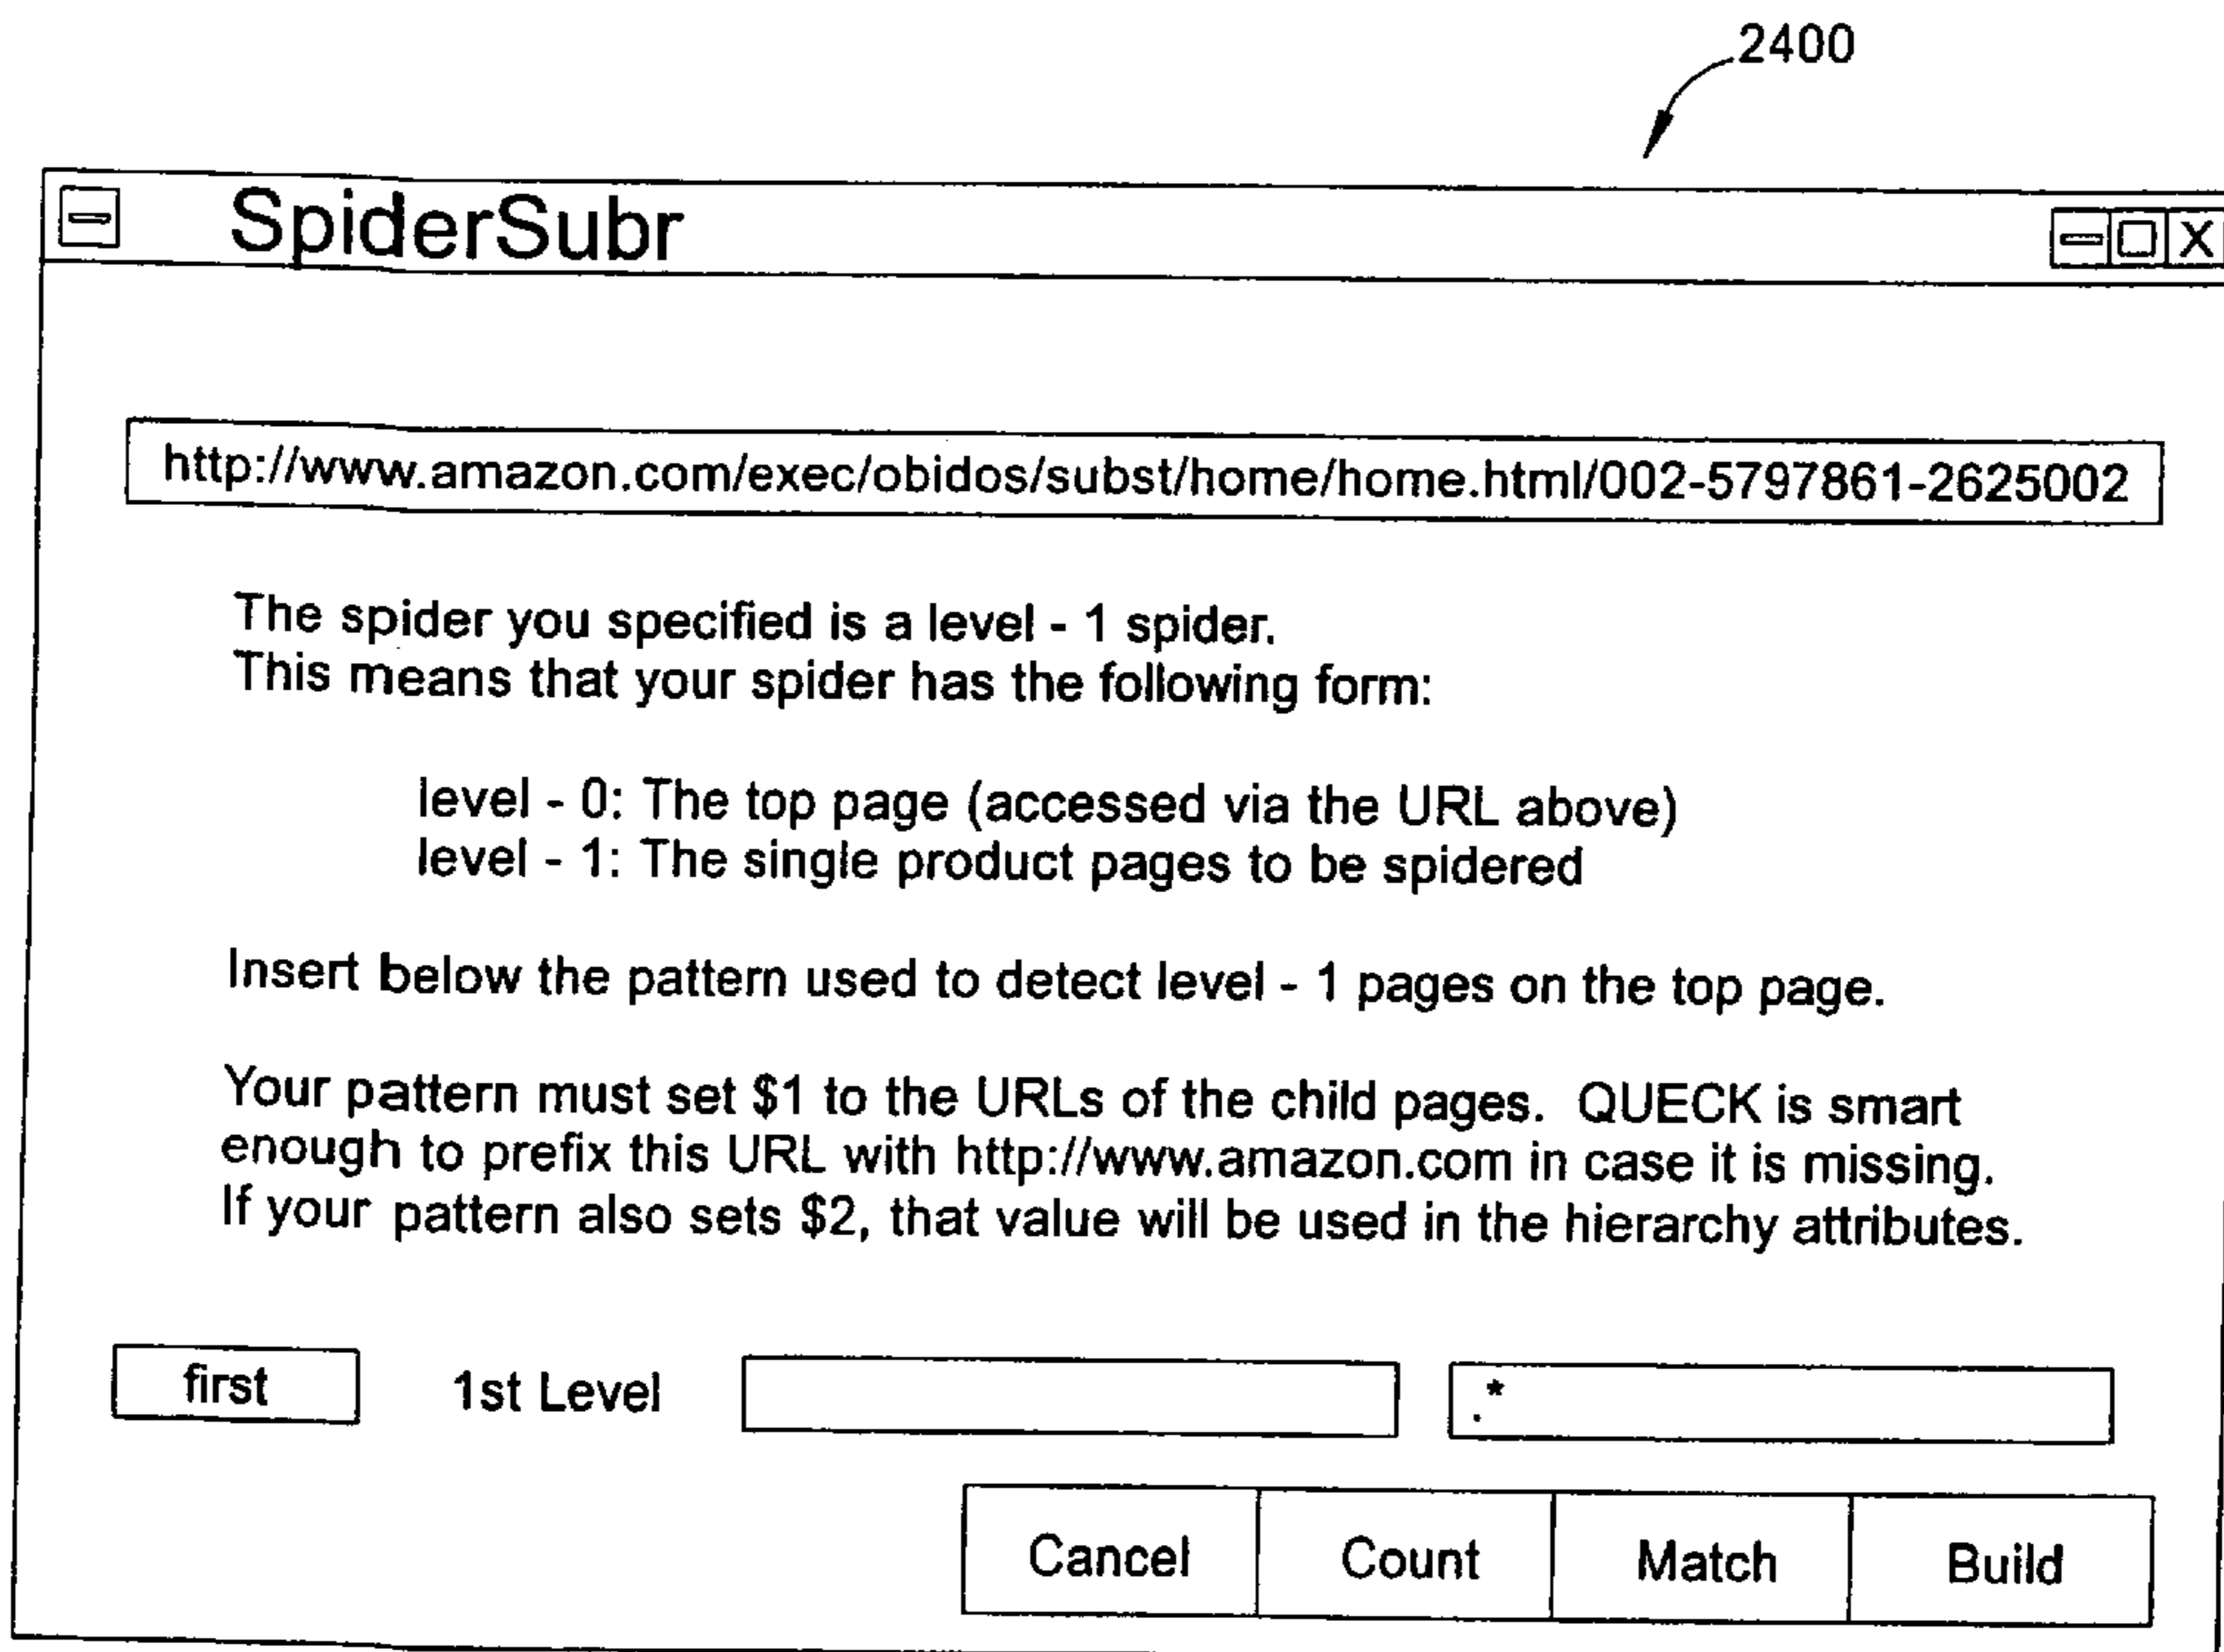 2400
SpiderSubr
X
http://www.amazon.com/exec/obidos/subst/home/home.html/002-5797861-2625002
The spider you specified is a level - 1 spider.
This means that your spider has the following form:
level - 0: The top page (accessed via the URL above)
level - 1: The single product pages to be spidered
Insert below the pattern used to detect level - 1 pages on the top page.
Your pattern must set $1 to the URLs of the child pages. QUECK is smart
enough to prefix this URL with http://www.amazon.com in case it is missing.
If your pattern also sets $2, that value will be used in the hierarchy attributes.
first 1st Level .*
Cancel Count Match Build